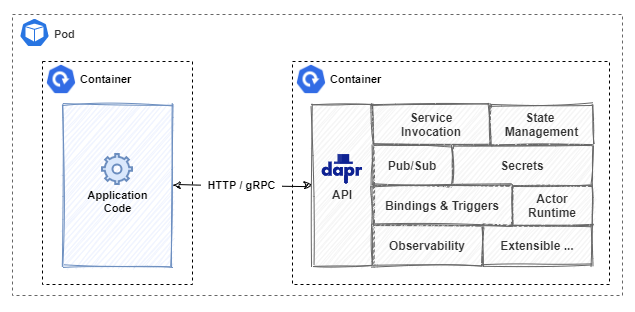 Pod
Container
Application
Code
HTTP / gRPC
Container
dapr
API
Service
Invocation
State
Management
Pub/Sub
Secrets
Bindings & Triggers
Actor
Runtime
Observability
Extensible ...